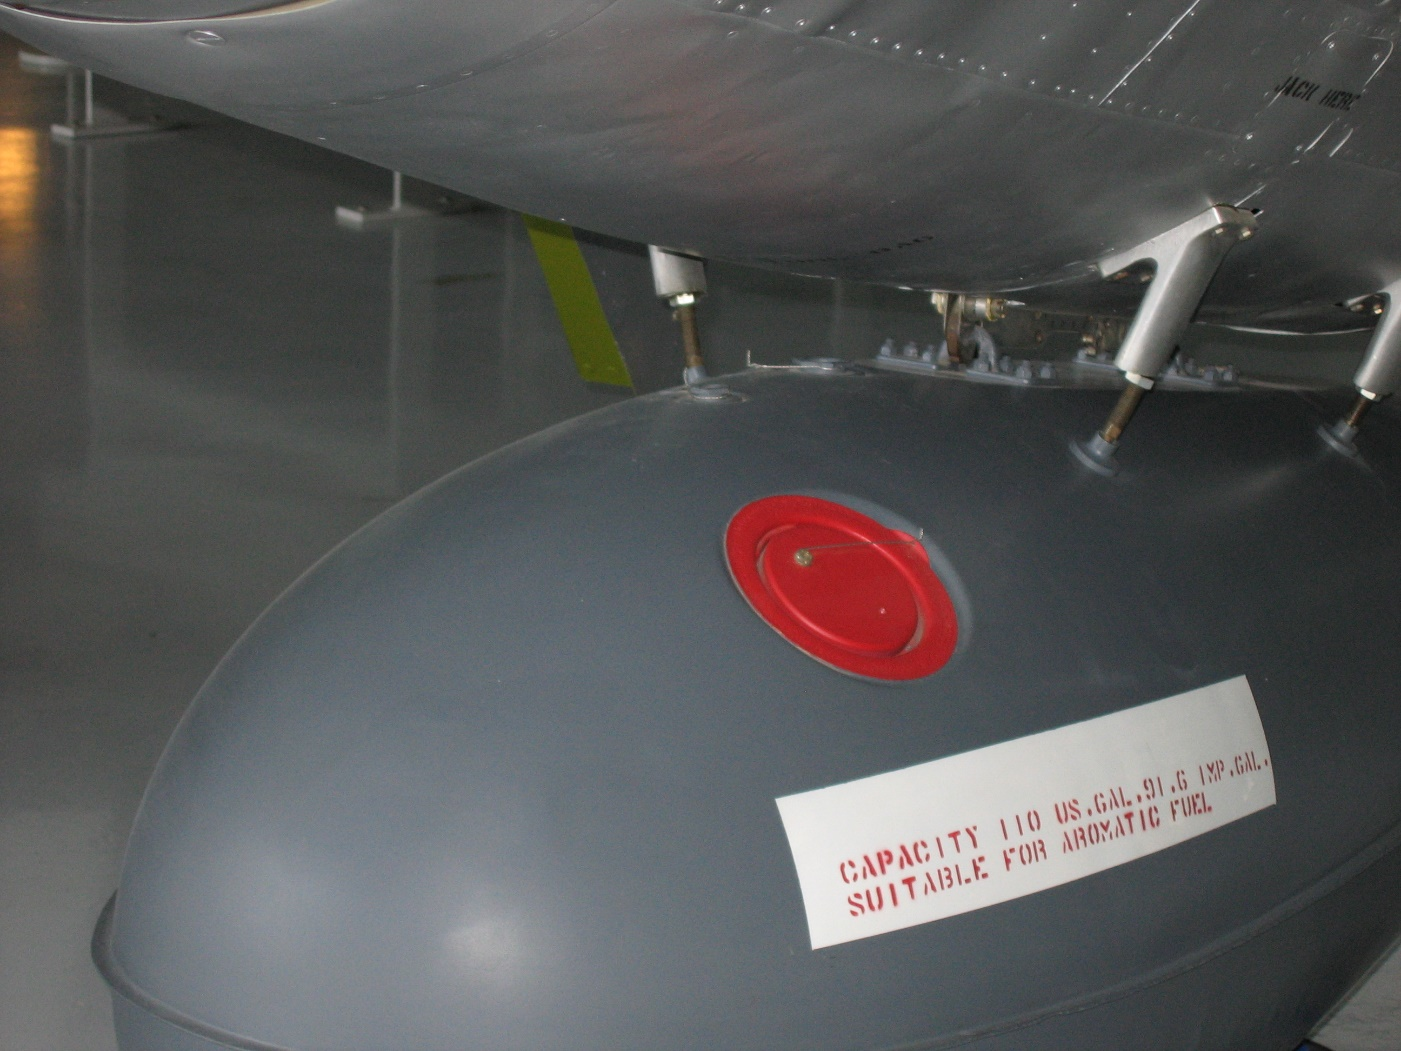 JACK HERE
CAPACITY 110 US.GAL.91.6 IMP.GAL.
SUITABLE FOR AROMATIC FUEL